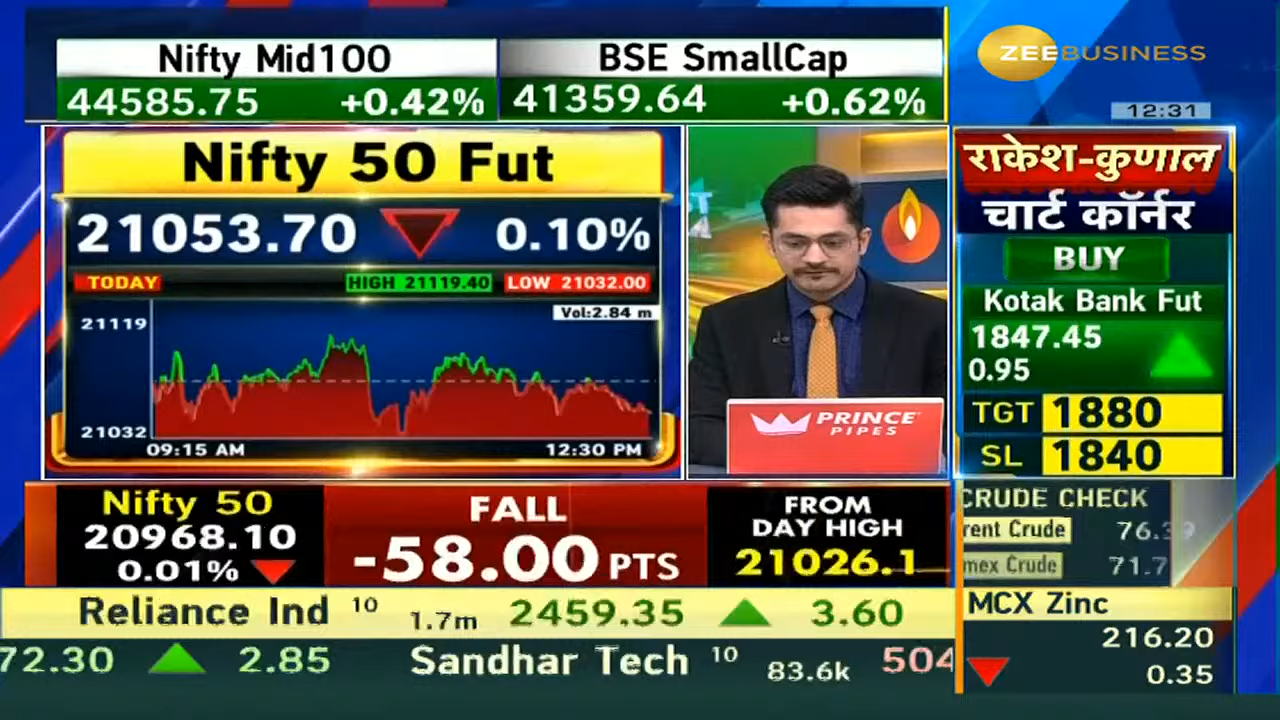 Nifty Mid100
44585.75 +0.42%
BSE SmallCap
41359.64 +0.62%
ZEEBUSINESS
12:31
Nifty 50 Fut
21053.70 0.10%
TODAY HIGH 21119.40 LOW 21032.00
Vol:2.84 m
21119
21032
09:15 AM 12:30 PM
PRINCE
PIPES
राकेश-कुणाल
चार्ट कॉर्नर
BUY
Kotak Bank Fut
1847.45
0.95
TGT 1880
SL 1840
Nifty 50
20968.10
0.01%
FALL
-58.00 PTS
FROM
DAY HIGH
21026.1
CRUDE CHECK
rent Crude 76.3
mex Crude 71.7
MCX Zinc
216.20
0.35
Reliance Ind 10 1.7m 2459.35 3.60
72.30 2.85 Sandhar Tech 10 83.6k 504